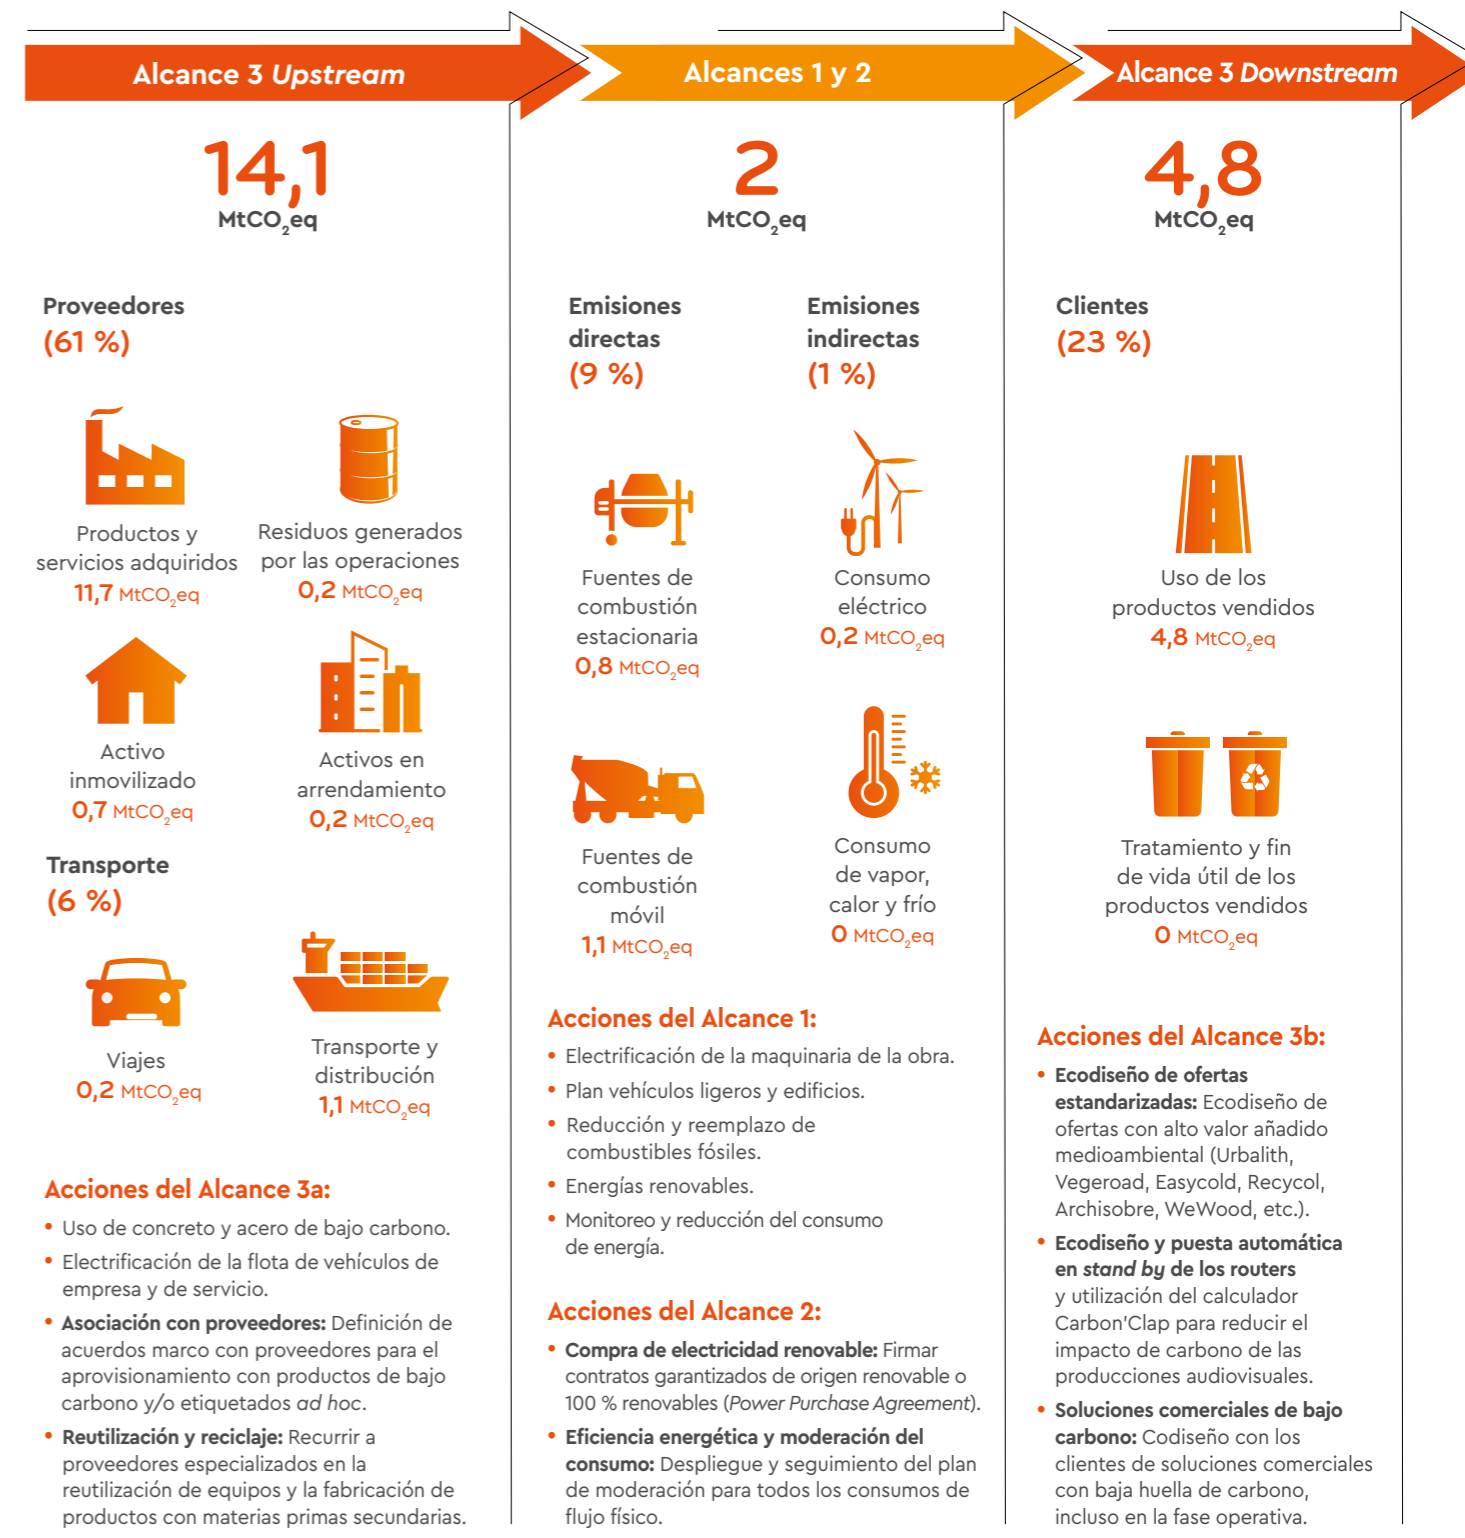 Alcance 3 Upstream
14,1
MtCO2eq
Proveedores
(61 %)
Productos y
servicios adquiridos
11,7 MtCO2eq
Residuos generados
por las operaciones
0,2 MtCO2eq
Activo
inmovilizado
0,7 MtCO2eq
Activos en
arrendamiento
0,2 MtCO2eq
Transporte
(6 %)
Viajes
0,2 MtCO2eq
Transporte y
distribución
1,1 MtCO2eq
Acciones del Alcance 3a:
• Uso de concreto y acero de bajo carbono.
• Electrificación de la flota de vehículos de
empresa y de servicio.
• Asociación con proveedores: Definición de
acuerdos marco con proveedores para el
aprovisionamiento con productos de bajo
carbono y/o etiquetados ad hoc.
• Reutilización y reciclaje: Recurrir a
proveedores especializados en la
reutilización de equipos y la fabricación de
productos con materias primas secundarias.
Alcances 1 y 2
2
MtCO2eq
Emisiones
directas
(9 %)
Emisiones
indirectas
(1 %)
Fuentes de
combustión
estacionaria
0,8 MtCO2eq
Consumo
eléctrico
0,2 MtCO2eq
Fuentes de
combustión
móvil
1,1 MtCO2eq
Consumo
de vapor,
calor y frío
0 MtCO2eq
Acciones del Alcance 1:
• Electrificación de la maquinaria de la obra.
• Plan vehículos ligeros y edificios.
• Reducción y reemplazo de
combustibles fósiles.
• Energías renovables.
• Monitoreo y reducción del consumo
de energía.
Acciones del Alcance 2:
• Compra de electricidad renovable: Firmar
contratos garantizados de origen renovable o
100 % renovables (Power Purchase Agreement).
• Eficiencia energética y moderación del
consumo: Despliegue y seguimiento del plan
de moderación para todos los consumos de
flujo físico.
Alcance 3 Downstream
4,8
MtCO2eq
Clientes
(23 %)
Uso de los
productos vendidos
4,8 MtCO2eq
Tratamiento y fin
de vida útil de los
productos vendidos
0 MtCO2eq
Acciones del Alcance 3b:
• Ecodiseño de ofertas
estandarizadas: Ecodiseño de
ofertas con alto valor añadido
medioambiental (Urbalith,
Vegeroad, Easycold, Recycol,
Archisobre, WeWood, etc.).
• Ecodiseño y puesta automática
en stand by de los routers
y utilización del calculador
Carbon'Clap para reducir el
impacto de carbono de las
producciones audiovisuales.
• Soluciones comerciales de bajo
carbono: Codiseño con los
clientes de soluciones comerciales
con baja huella de carbono,
incluso en la fase operativa.